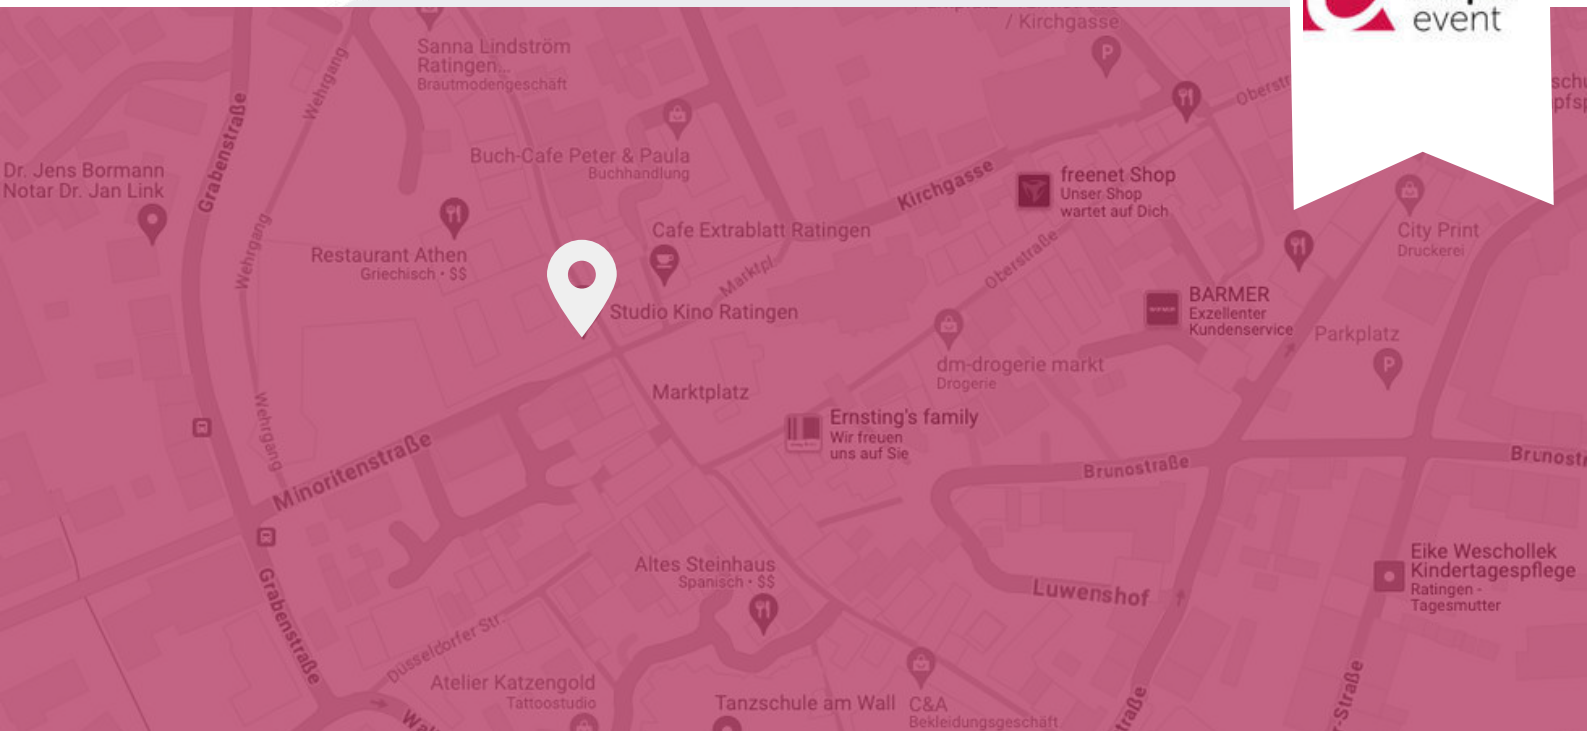 event
/ Kirchgasse
Sanna Lindström
Ratingen...
Brautmodengeschäft
Wehrgang
Grabenstraße
Oberstr
Buch-Cafe Peter & Paula
Buchhandlung
Dr. Jens Bormann
Notar Dr. Jan Link
Kirchgasse
freenet Shop
Unser Shop
wartet auf Dich
City Print
Druckerei
Cafe Extrablatt Ratingen
Restaurant Athen
Griechisch • $$
Wehrgang
Marktpl.
Oberstraße
Studio Kino Ratingen
BARMER
Exzellenter
Kundenservice
Parkplatz
dm-drogerie markt
Drogerie
Marktplatz
Ernsting's family
Wir freuen
uns auf Sie
Wehrgang
Minoritenstraße
Brunostraße
Brunost
Altes Steinhaus
Spanisch • $$
Luwenshof
Eike Weschollek
Kindertagespflege
Ratingen -
Tagesmutter
Grabenstraße
Düsseldorfer Str.
Atelier Katzengold
Tattoostudio
Tanzschule am Wall
C&A
Bekleidungsgeschäft
Wal
raße
r-Straße